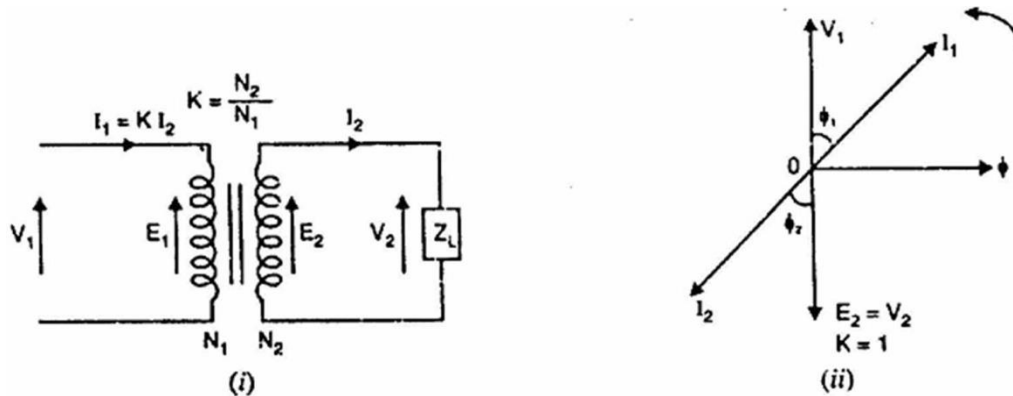 K = N₂/N₁
I₁ = K I₂
I₂
V₁
E₁
E₂
V₂
Z_L
N₁
N₂
(i)
V₁
I₁
ϕ₁
0
ϕ
ϕ₂
I₂
E₂ = V₂
K = 1
(ii)